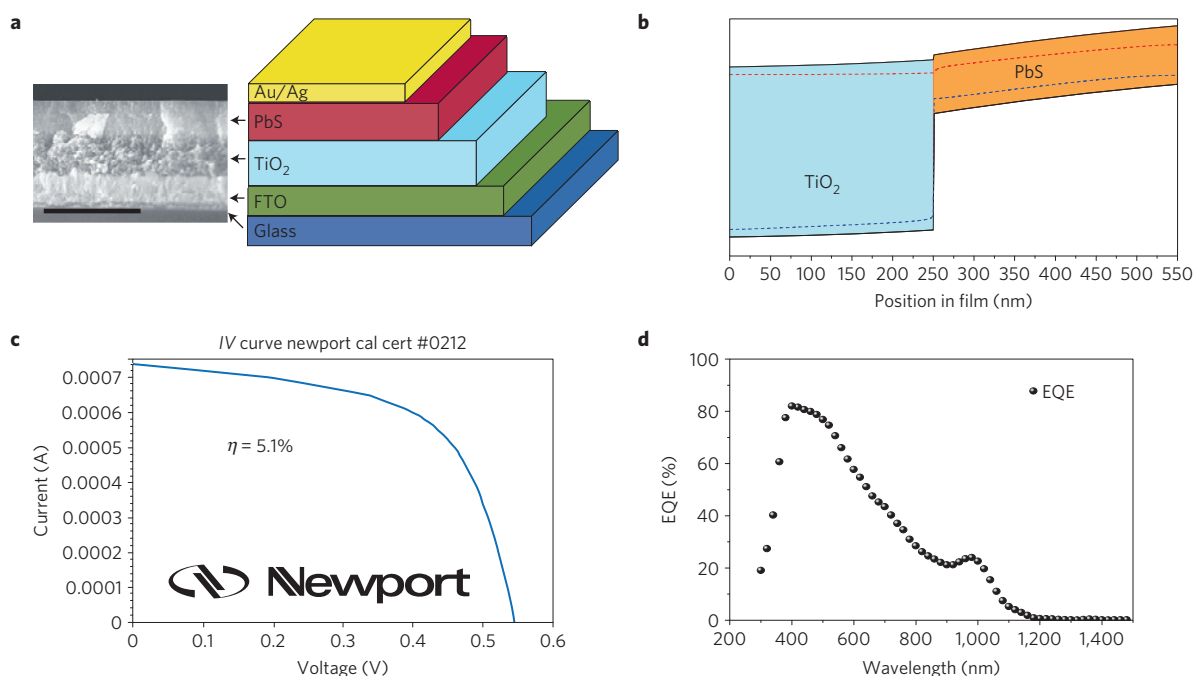 a
Au/Ag
PbS
TiO₂
FTO
Glass
b
PbS
TiO₂
0 50 100 150 200 250 300 350 400 450 500 550
Position in film (nm)
c
IV curve newport cal cert #0212
0.0007
0.0006
0.0005
0.0004
0.0003
0.0002
0.0001
0
Current (A)
η = 5.1%
Newport
0 0.1 0.2 0.3 0.4 0.5 0.6
Voltage (V)
d
100
80
60
40
20
0
EQE (%)
EQE
200 400 600 800 1,000 1,200 1,400
Wavelength (nm)